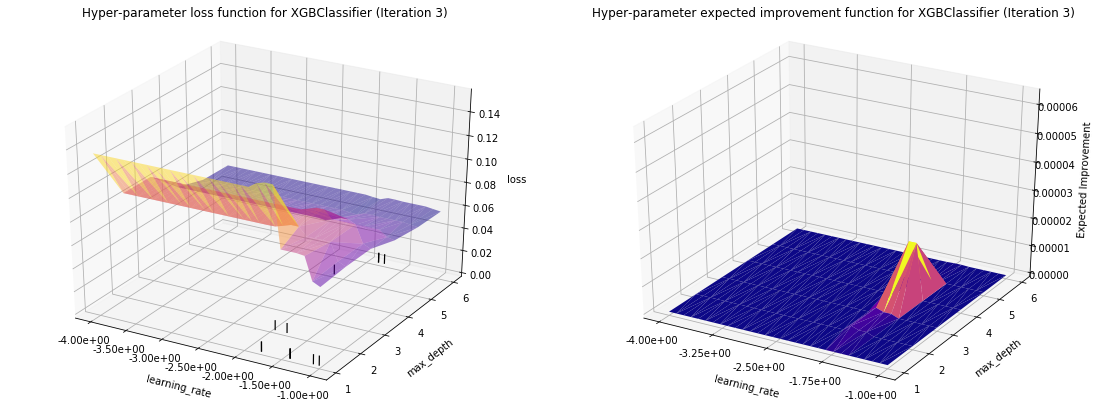 Hyper-parameter loss function for XGBClassifier (Iteration 3)
0.14
0.12
0.10
0.08
0.06
0.04
0.02
0.00
loss
6
5
4
3
2
1
max_depth
-4.00e+00
-3.50e+00
-3.00e+00
-2.50e+00
-2.00e+00
-1.50e+00
-1.00e+00
learning_rate
Hyper-parameter expected improvement function for XGBClassifier (Iteration 3)
0.00006
0.00005
0.00004
0.00003
0.00002
0.00001
0.00000
Expected Improvement
6
5
4
3
2
1
max_depth
-4.00e+00
-3.25e+00
-2.50e+00
-1.75e+00
-1.00e+00
learning_rate